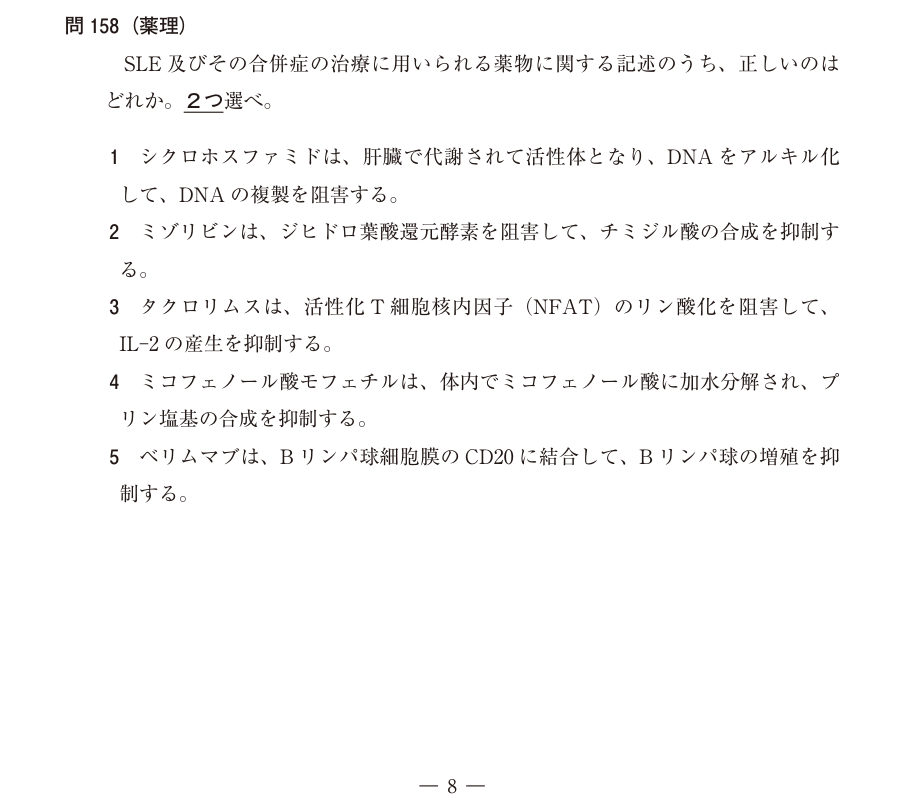 問 158（薬理）
SLE 及びその合併症の治療に用いられる薬物に関する記述のうち、正しいのは
どれか。２つ選べ。
1　シクロホスファミドは、肝臓で代謝されて活性体となり、DNA をアルキル化
して、DNA の複製を阻害する。
2　ミゾリビンは、ジヒドロ葉酸還元酵素を阻害して、チミジル酸の合成を抑制す
る。
3　タクロリムスは、活性化 T 細胞核内因子（NFAT）のリン酸化を阻害して、
IL-2 の産生を抑制する。
4　ミコフェノール酸モフェチルは、体内でミコフェノール酸に加水分解され、プ
リン塩基の合成を抑制する。
5　ベリムマブは、B リンパ球細胞膜の CD20 に結合して、B リンパ球の増殖を抑
制する。
― 8 ―